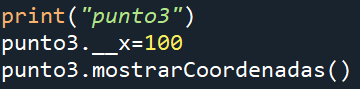 print("punto3")
punto3.__x=100
punto3.mostrarCoordenadas()